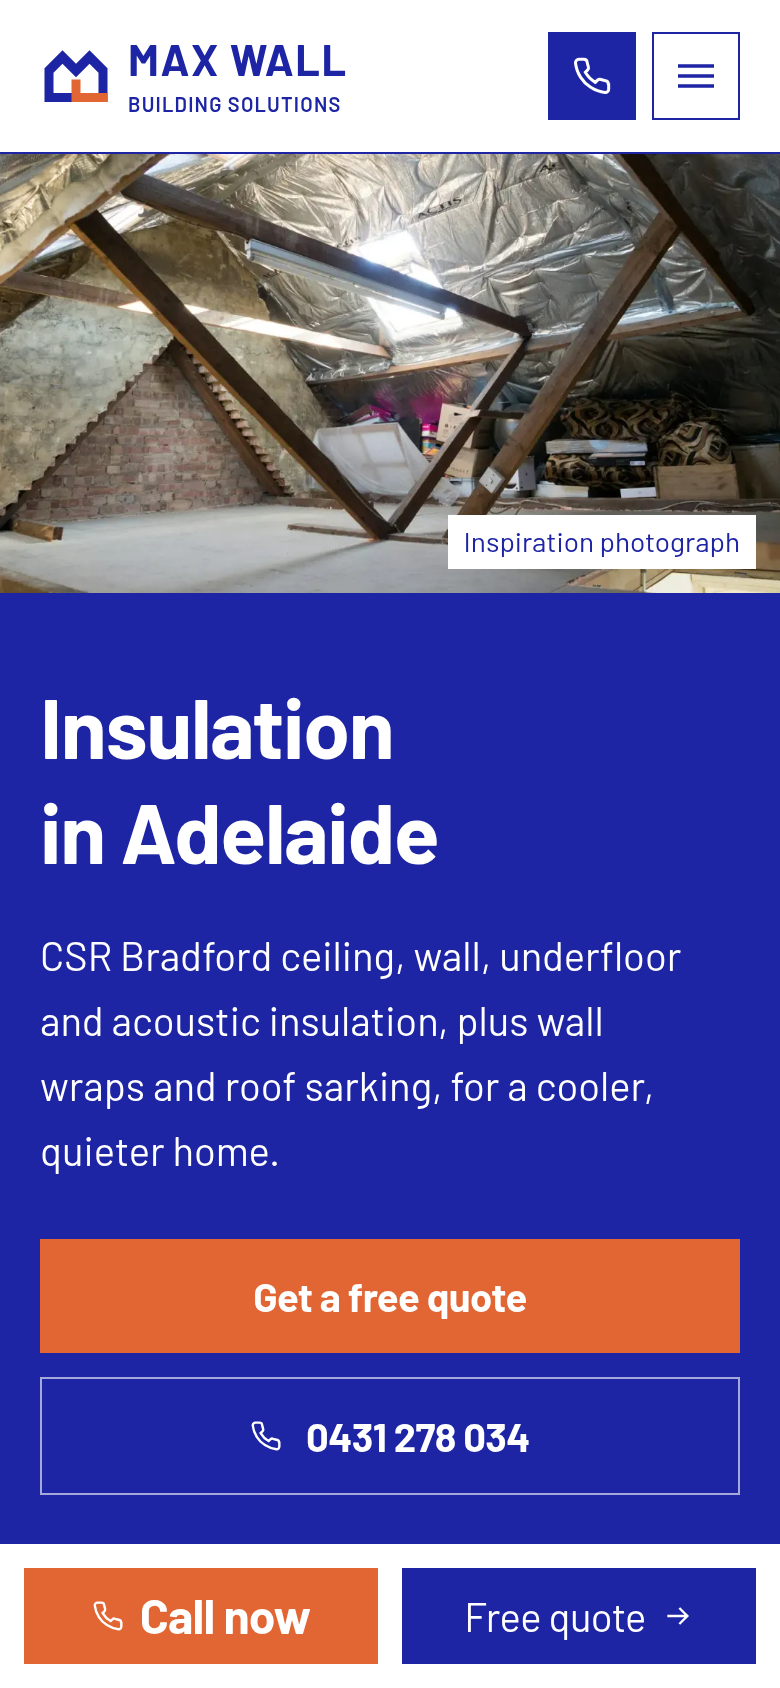 MAX WALL
BUILDING SOLUTIONS
ACTIS
Inspiration photograph
Insulation
in Adelaide
CSR Bradford ceiling, wall, underfloor
and acoustic insulation, plus wall
wraps and roof sarking, for a cooler,
quieter home.
Get a free quote
0431 278 034
Call now
Free quote →